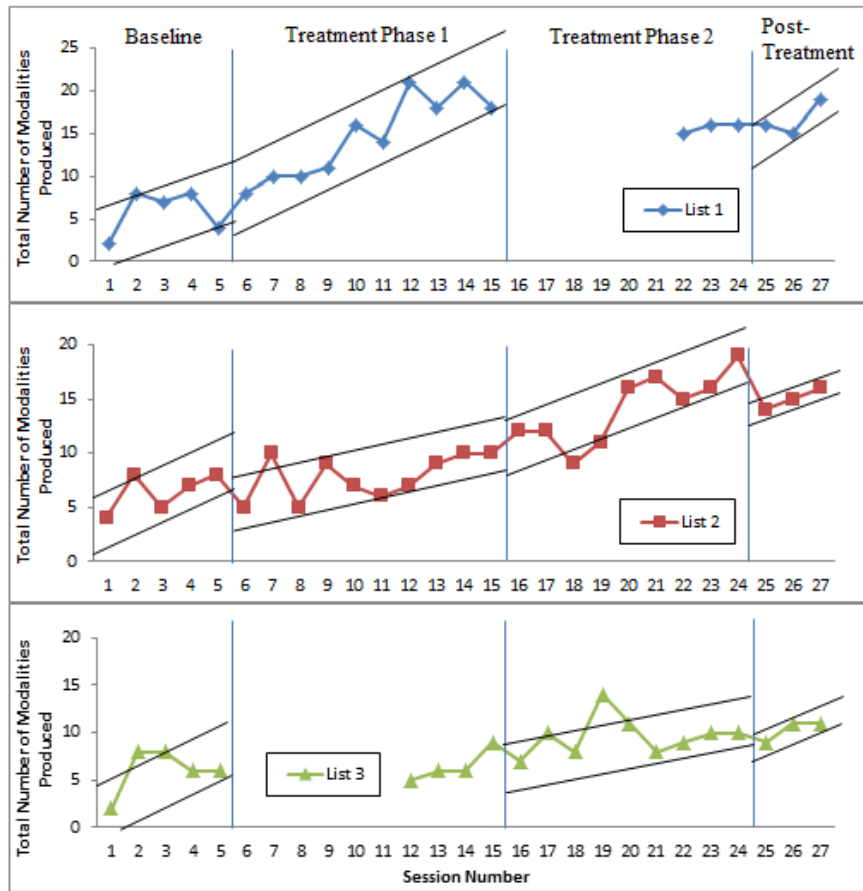 Baseline Treatment Phase 1 Treatment Phase 2 Post-
Treatment
Total Number of Modalities
Produced
25
20
15
10
5
0
List 1
1 2 3 4 5 6 7 8 9 10 11 12 13 14 15 16 17 18 19 20 21 22 23 24 25 26 27
Total Number of Modalities
Produced
20
15
10
5
0
List 2
1 2 3 4 5 6 7 8 9 10 11 12 13 14 15 16 17 18 19 20 21 22 23 24 25 26 27
Total Number of Modalities
Produced
20
15
10
5
0
List 3
1 2 3 4 5 6 7 8 9 10 11 12 13 14 15 16 17 18 19 20 21 22 23 24 25 26 27
Session Number